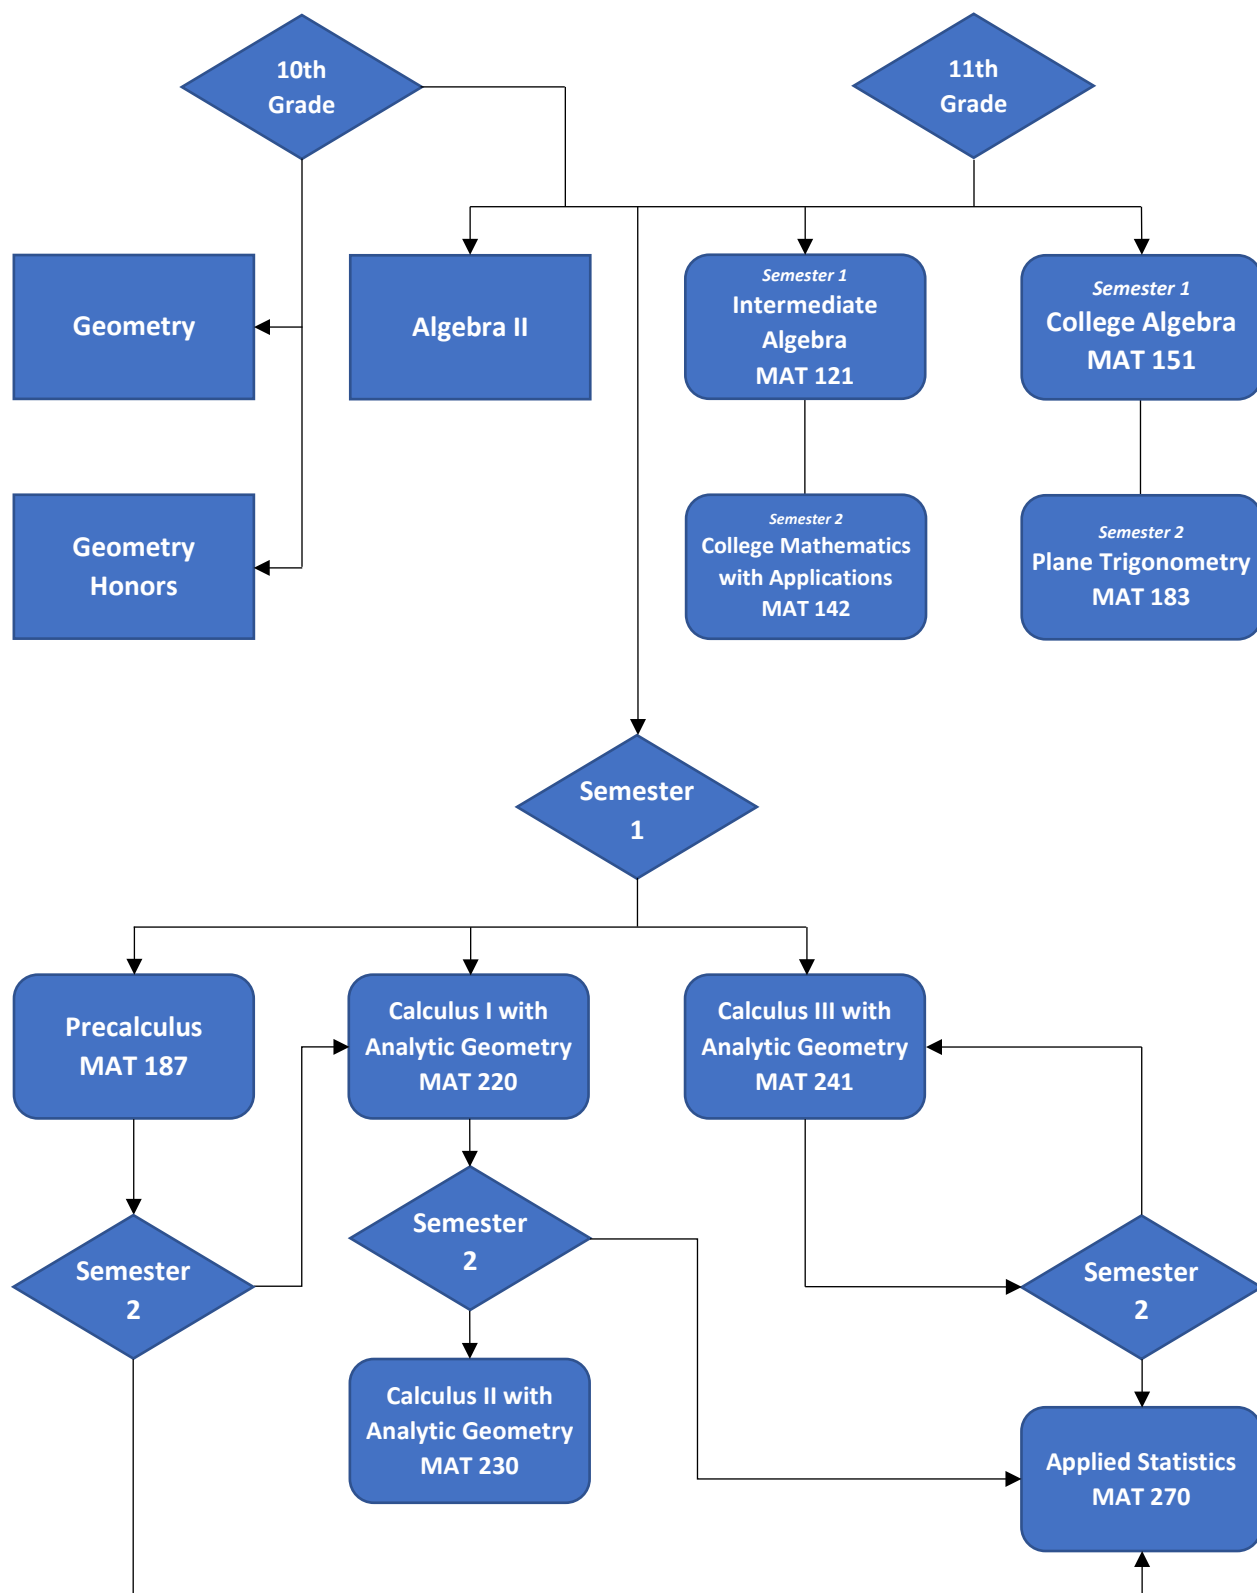 10th
Grade
11th
Grade
Geometry
Algebra II
Semester 1
Intermediate
Algebra
MAT 121
Semester 1
College Algebra
MAT 151
Geometry
Honors
Semester 2
College Mathematics
with Applications
MAT 142
Semester 2
Plane Trigonometry
MAT 183
Semester
1
Precalculus
MAT 187
Calculus I with
Analytic Geometry
MAT 220
Calculus III with
Analytic Geometry
MAT 241
Semester
2
Semester
2
Semester
2
Calculus II with
Analytic Geometry
MAT 230
Applied Statistics
MAT 270